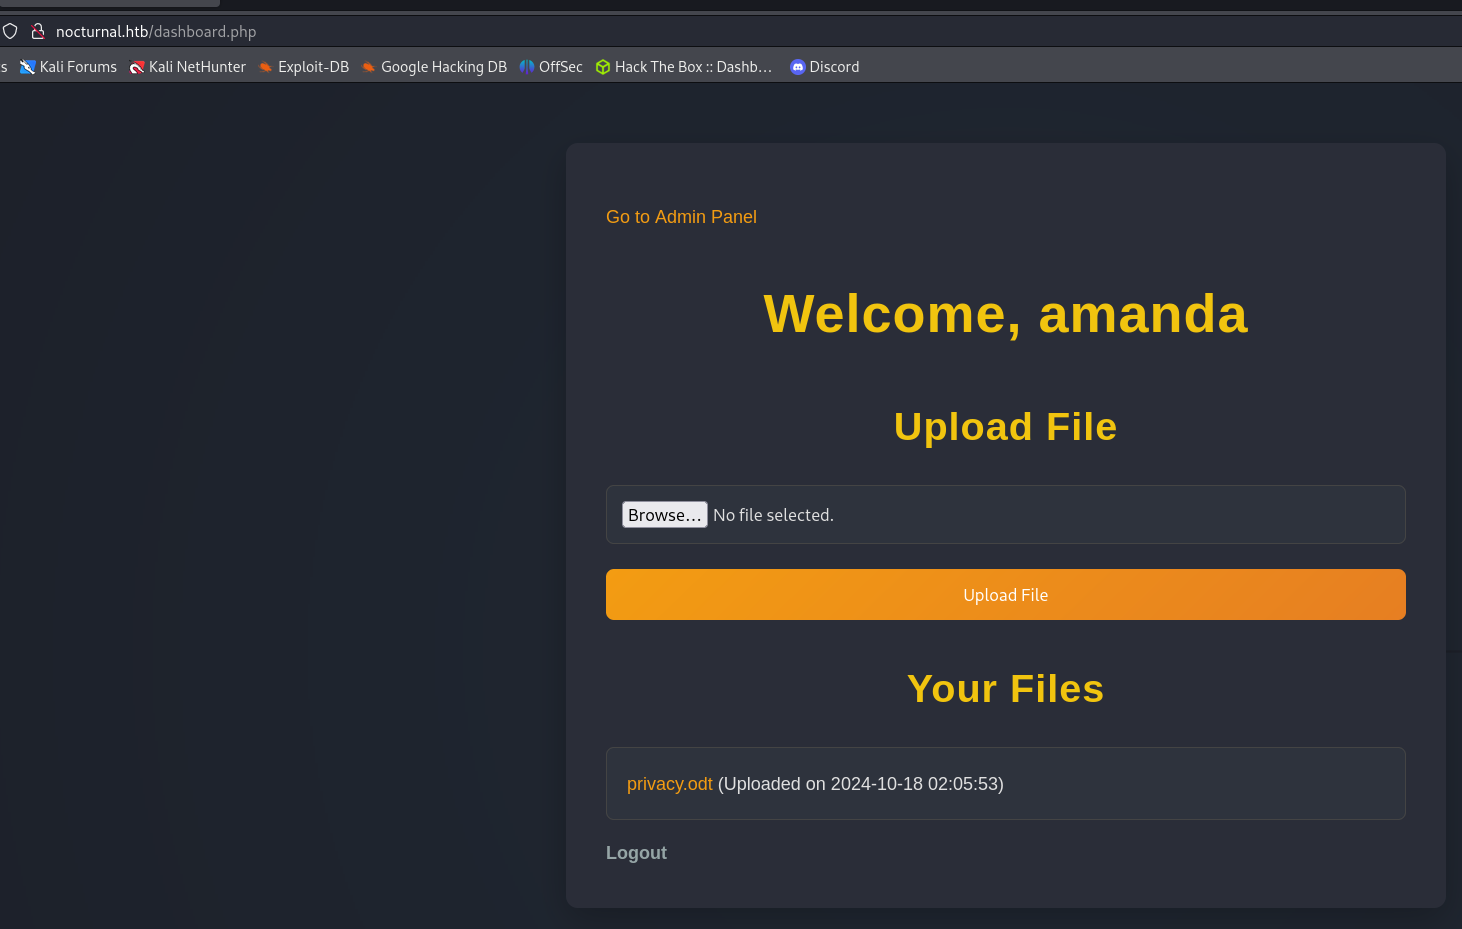 nocturnal.htb/dashboard.php
s Kali Forums Kali NetHunter Exploit-DB Google Hacking DB OffSec Hack The Box :: Dashb… Discord
Go to Admin Panel
Welcome, amanda
Upload File
Browse… No file selected.
Upload File
Your Files
privacy.odt (Uploaded on 2024-10-18 02:05:53)
Logout